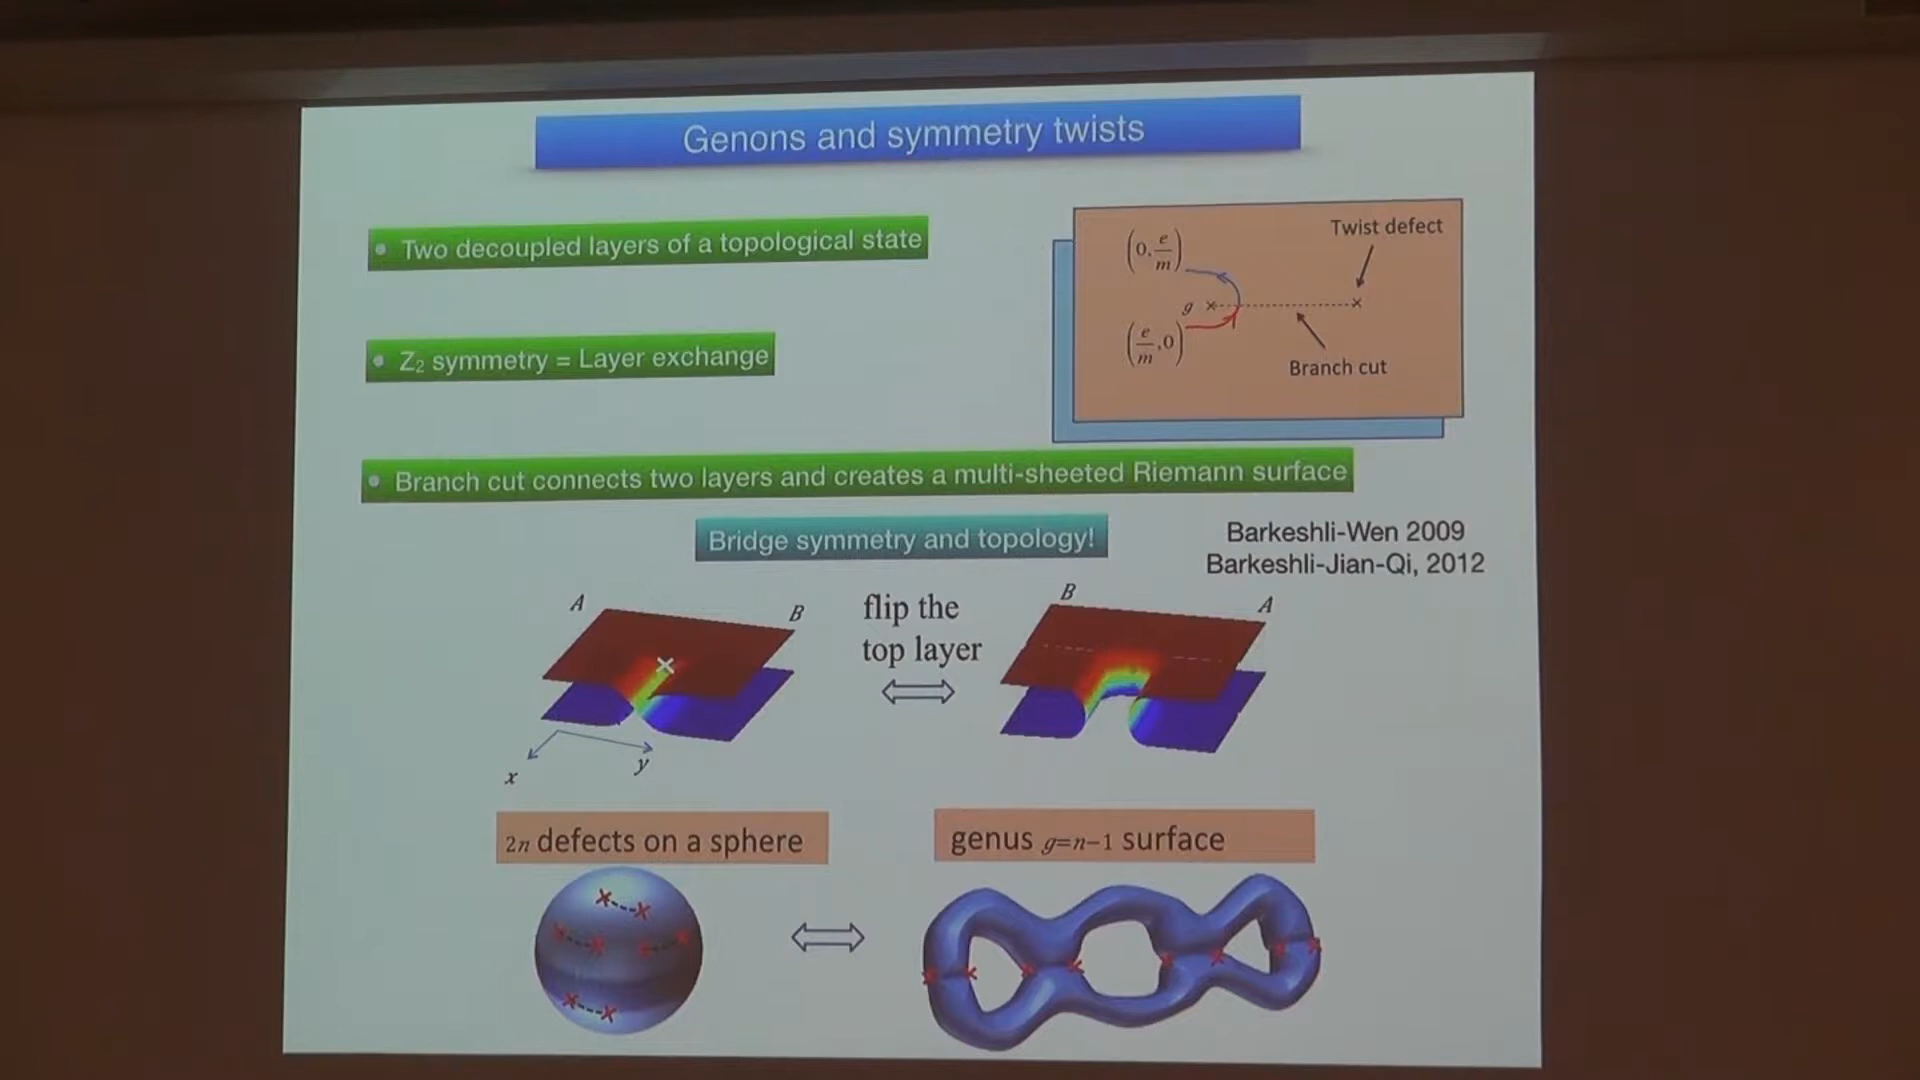 Genons and symmetry twists
• Two decoupled layers of a topological state
(0, e/m)
Twist defect
g
(e/m, 0)
Branch cut
• Z₂ symmetry = Layer exchange
• Branch cut connects two layers and creates a multi-sheeted Riemann surface
Bridge symmetry and topology!
Barkeshli-Wen 2009
Barkeshli-Jian-Qi, 2012
A
B
flip the
top layer
B
A
x
y
2n defects on a sphere
genus g=n−1 surface